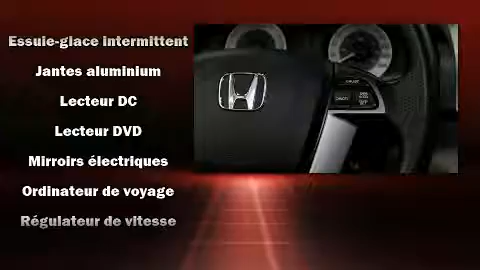 Essuie-glace intermittent
Jantes aluminium
Lecteur DC
Lecteur DVD
Mirroirs électriques
Ordinateur de voyage
Régulateur de vitesse